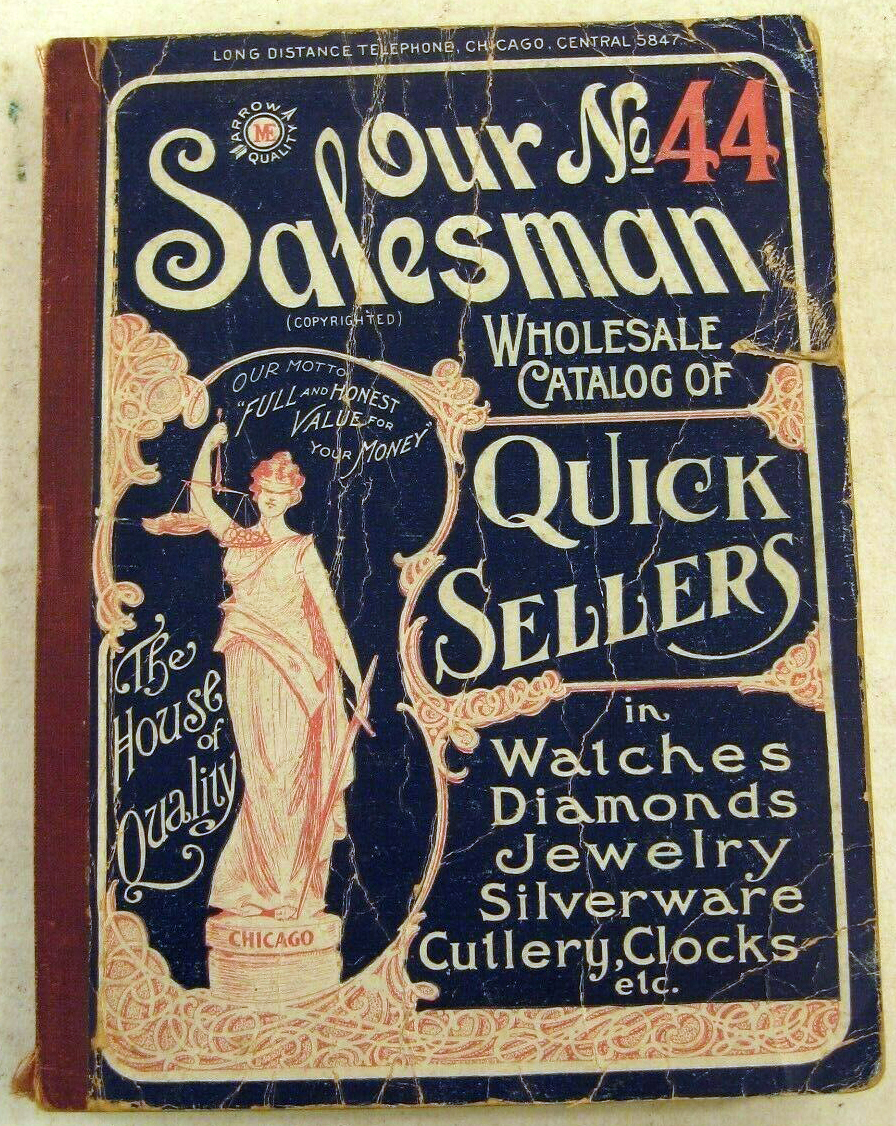 LONG DISTANCE TELEPHONE, CHICAGO, CENTRAL 5847
ARROW A
ME
QUALITY
Our No 44
Salesman
(COPYRIGHTED)
WHOLESALE
CATALOG OF
OUR MOTTO
"FULL AND HONEST
VALUE FOR
YOUR MONEY"
QUICK
SELLERS
The
House
of
Quality
in
Watches
Diamonds
Jewelry
Silverware
Cutlery, Clocks
etc.
CHICAGO